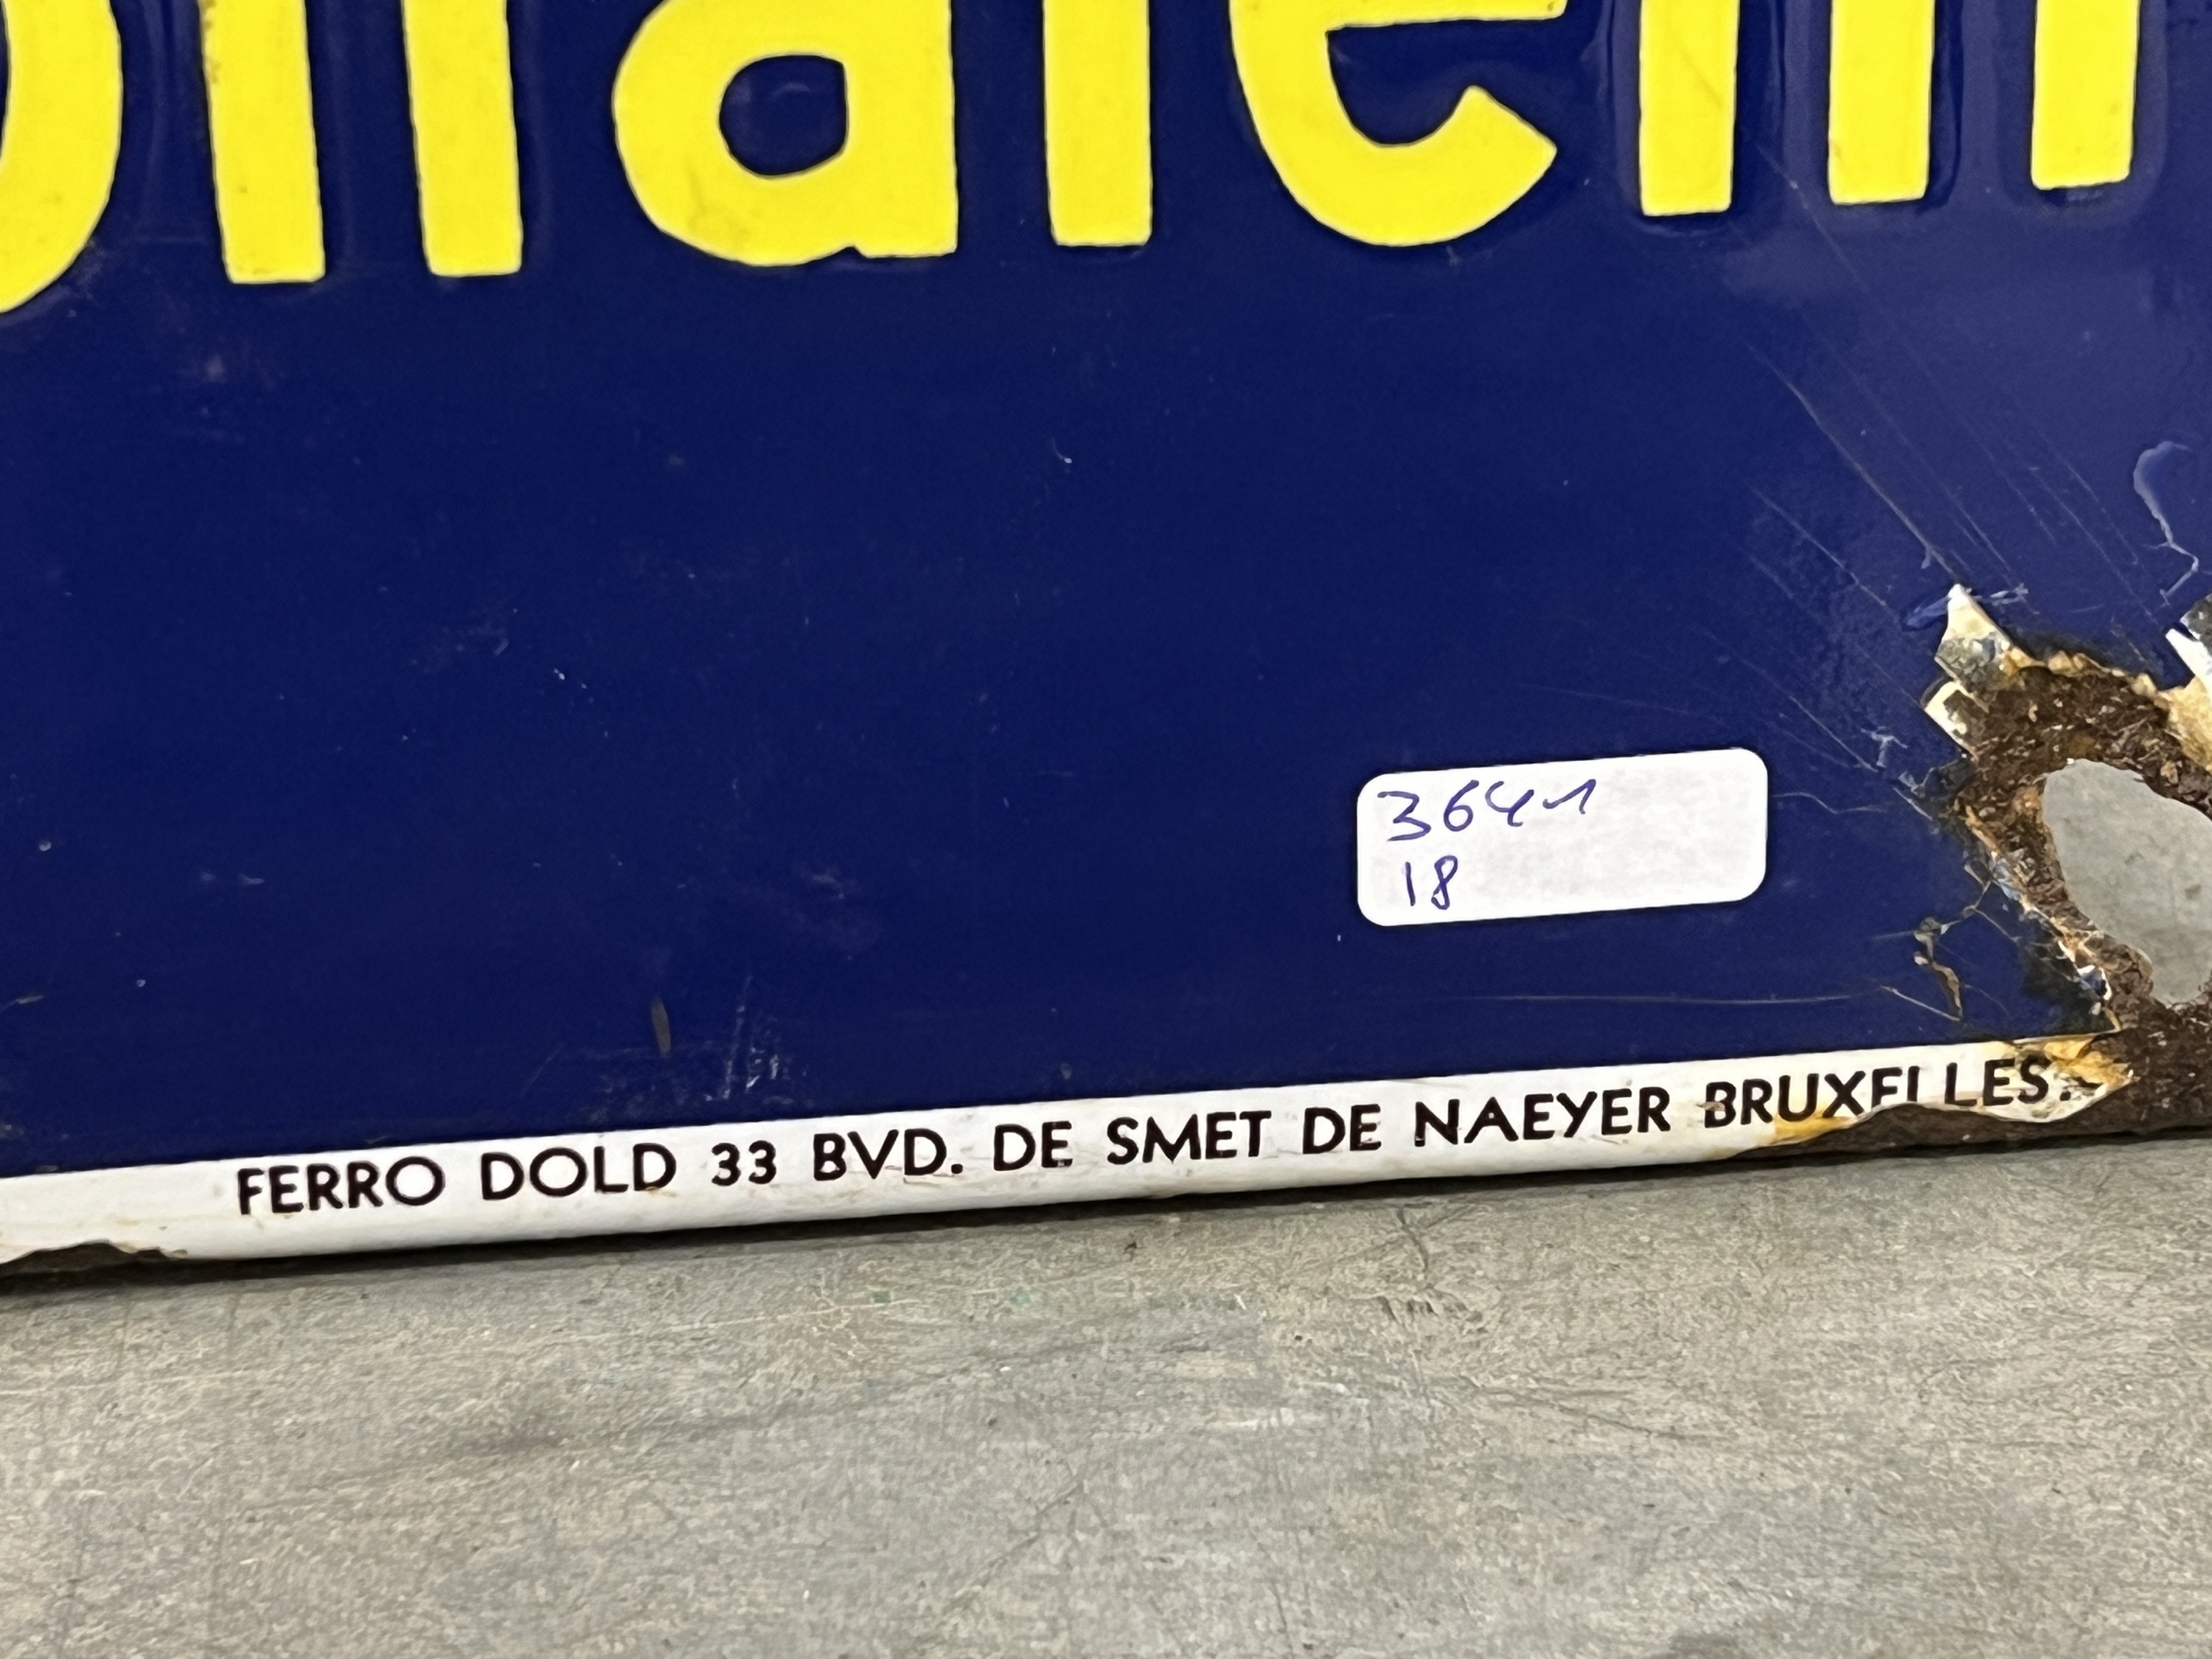 3641
18
FERRO DOLD 33 BVD. DE SMET DE NAEYER BRUXELLES.